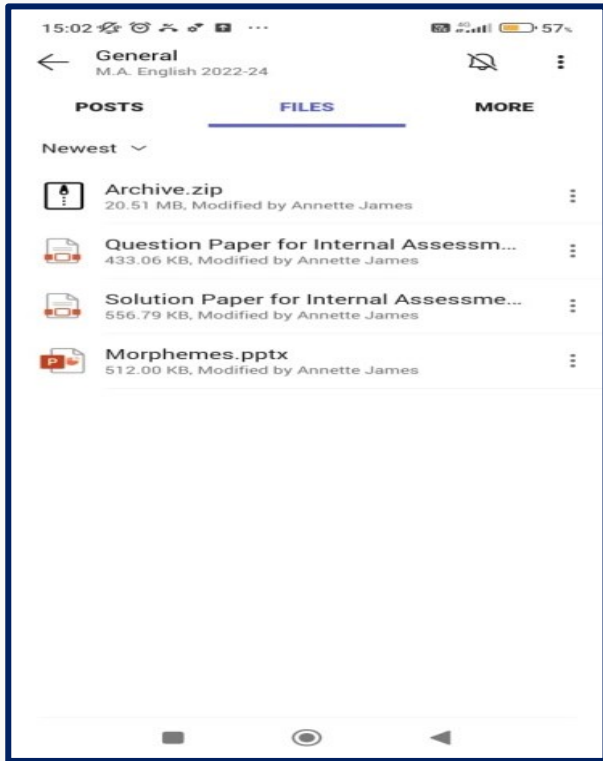 15:02 57%
General
M.A. English 2022-24
POSTS FILES MORE
Newest
Archive.zip
20.51 MB, Modified by Annette James
Question Paper for Internal Assessm...
433.06 KB, Modified by Annette James
Solution Paper for Internal Assessme...
556.79 KB, Modified by Annette James
Morphemes.pptx
512.00 KB, Modified by Annette James